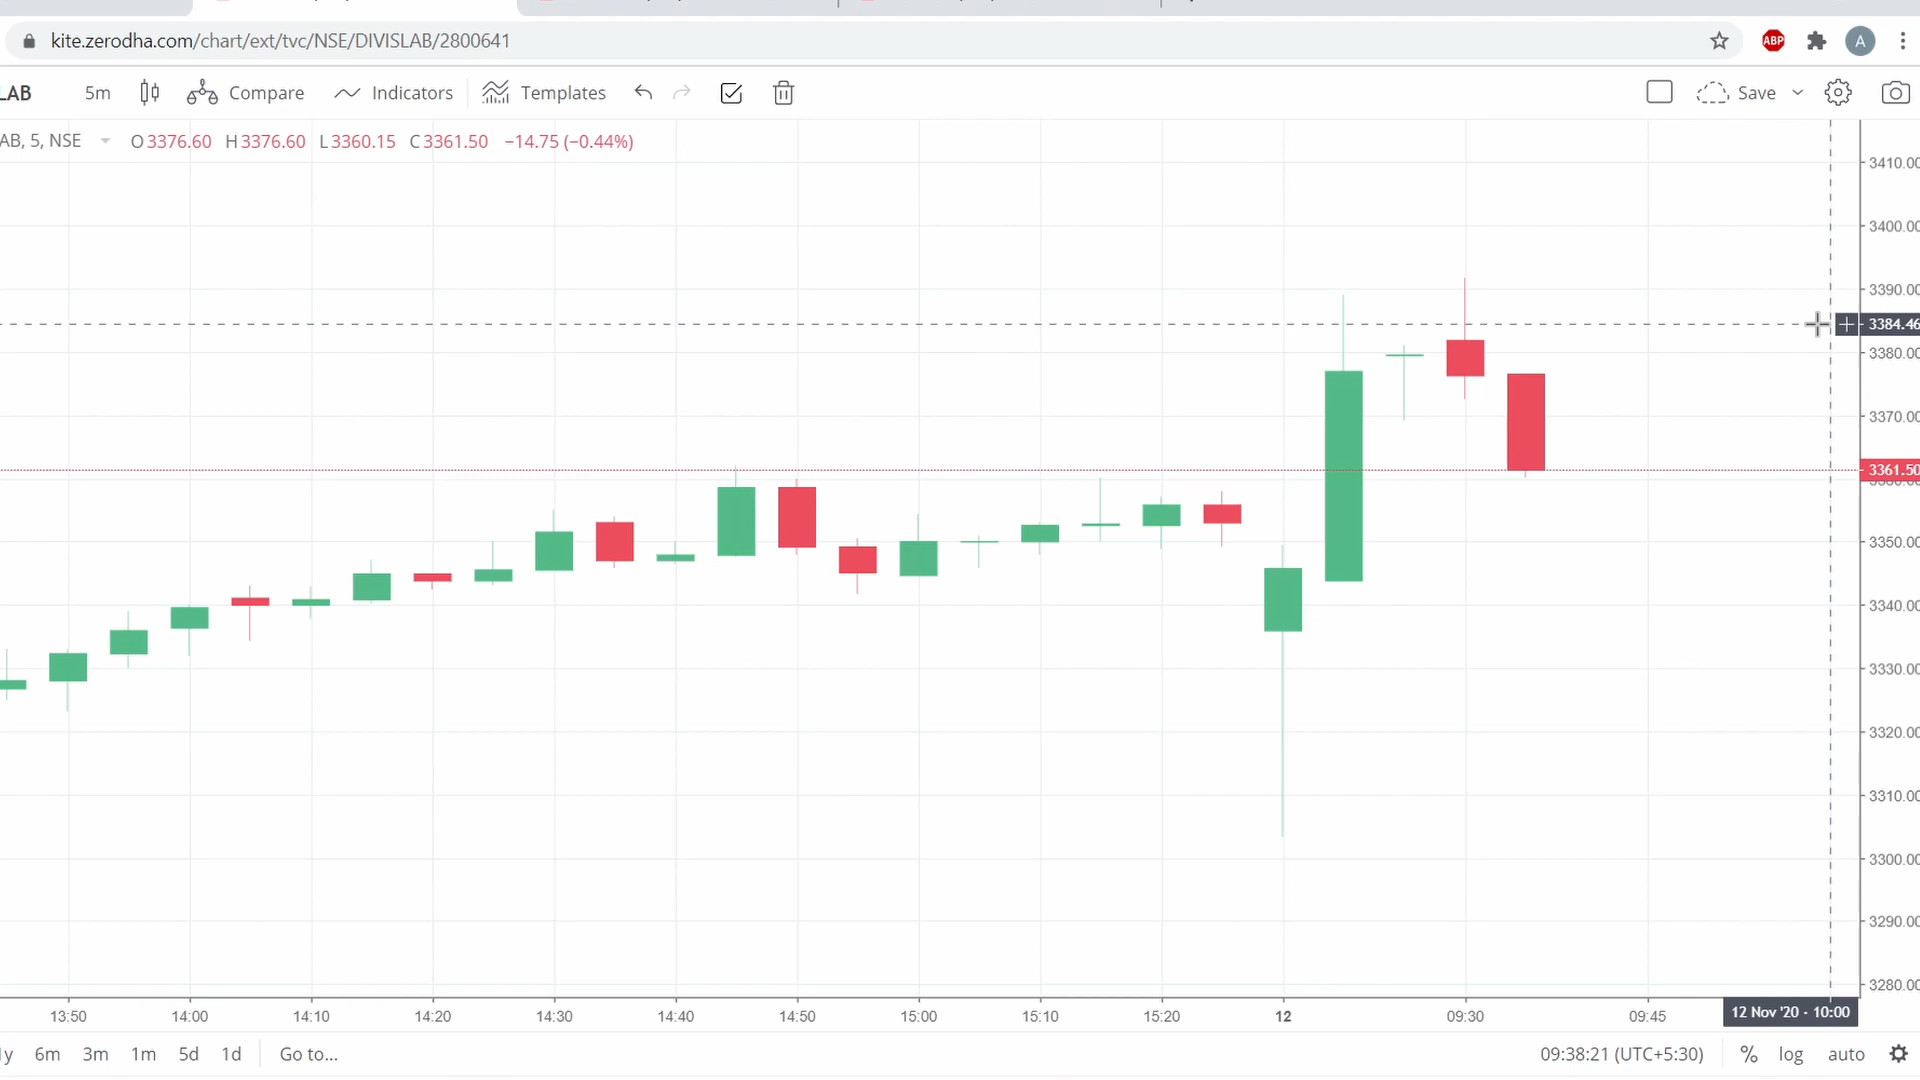 kite.zerodha.com/chart/ext/tvc/NSE/DIVISLAB/2800641
ABP
A
LAB 5m Compare Indicators Templates Save
AB, 5, NSE O3376.60 H3376.60 L3360.15 C3361.50 −14.75 (−0.44%)
3410.00
3400.00
3390.00
3384.46
3380.00
3370.00
3361.50
3360.00
3350.00
3340.00
3330.00
3320.00
3310.00
3300.00
3290.00
3280.00
13:50 14:00 14:10 14:20 14:30 14:40 14:50 15:00 15:10 15:20 12 09:30 09:45 12 Nov '20 · 10:00
y 6m 3m 1m 5d 1d Go to... 09:38:21 (UTC+5:30) % log auto